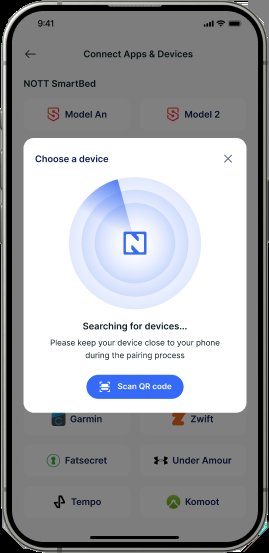 9:41
Connect Apps & Devices
NOTT SmartBed
Model An
Model 2
Choose a device
N
Searching for devices...
Please keep your device close to your phone
during the pairing process
Scan QR code
Garmin
Zwift
Fatsecret
Under Amour
Tempo
Komoot